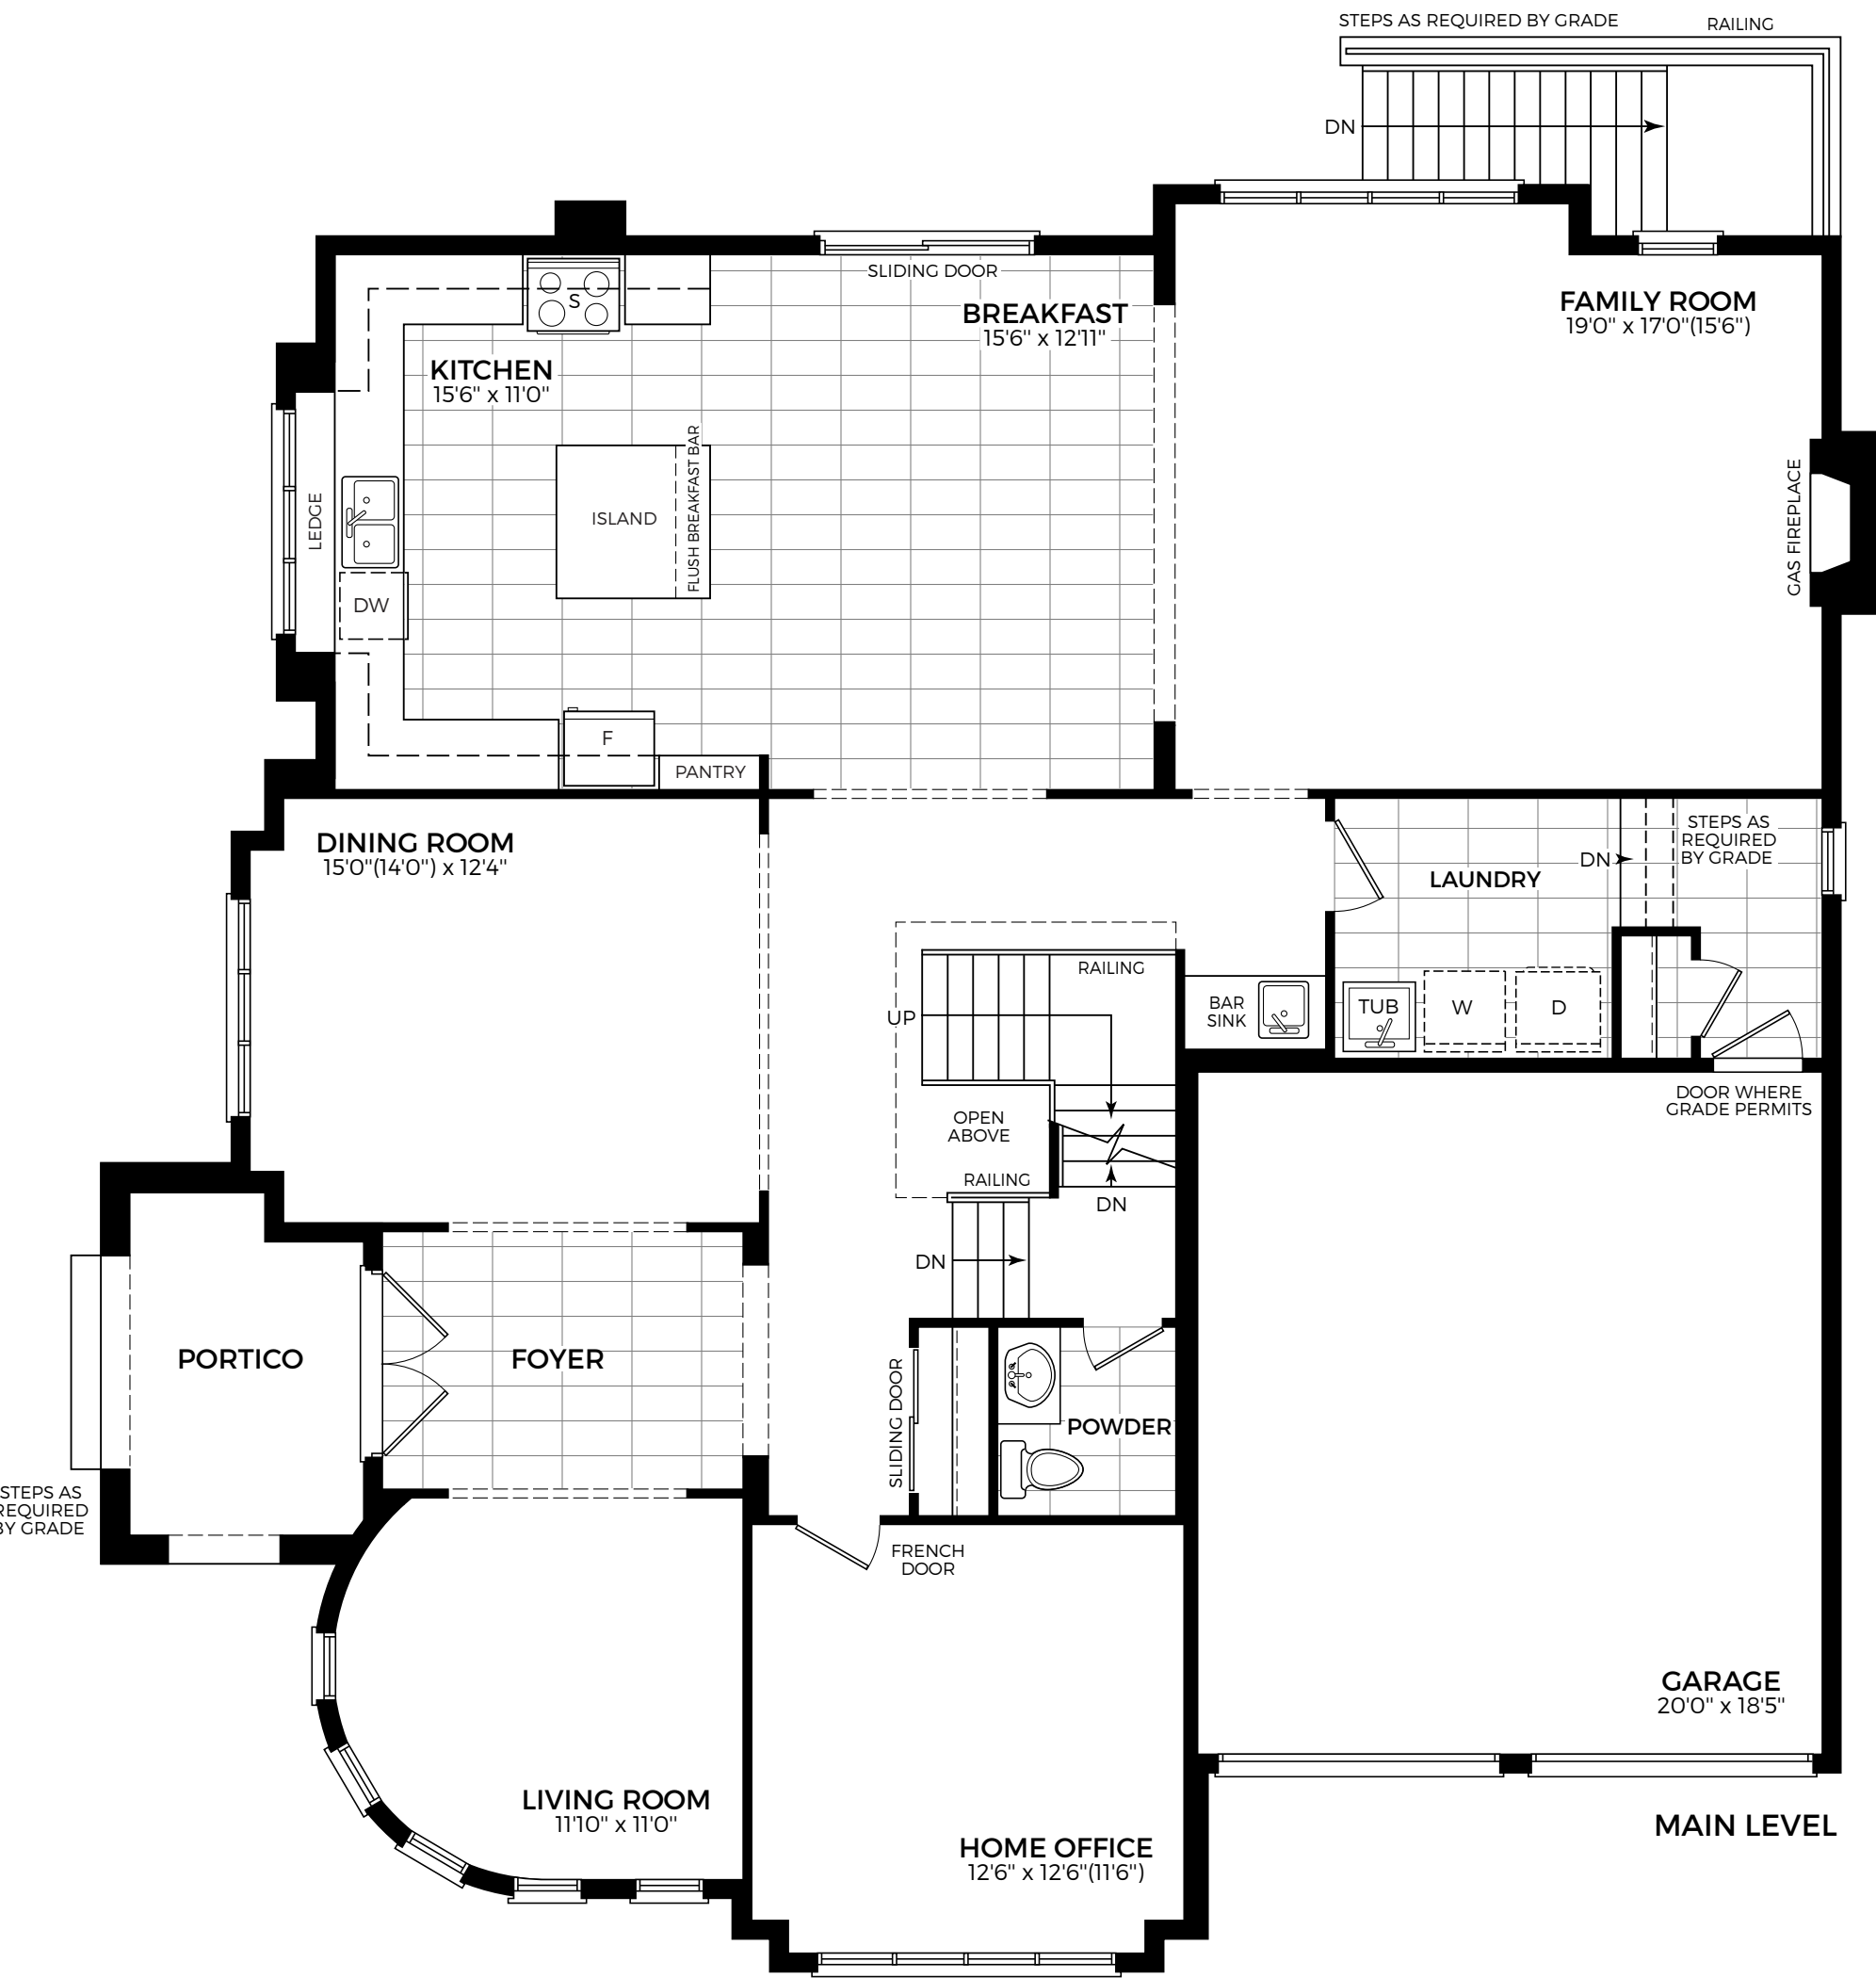 STEPS AS REQUIRED BY GRADE
RAILING
DN
SLIDING DOOR
BREAKFAST
15'6" x 12'11"
FAMILY ROOM
19'0" x 17'0"(15'6")
S
KITCHEN
15'6" x 11'0"
FLUSH BREAKFAST BAR
ISLAND
LEDGE
GAS FIREPLACE
DW
F
PANTRY
DINING ROOM
15'0"(14'0") x 12'4"
STEPS AS
REQUIRED
BY GRADE
DN
LAUNDRY
RAILING
UP
BAR
SINK
TUB
W
D
OPEN
ABOVE
DOOR WHERE
GRADE PERMITS
RAILING
DN
DN
PORTICO
FOYER
SLIDING DOOR
POWDER
STEPS AS
REQUIRED
BY GRADE
FRENCH
DOOR
GARAGE
20'0" x 18'5"
LIVING ROOM
11'10" x 11'0"
MAIN LEVEL
HOME OFFICE
12'6" x 12'6"(11'6")